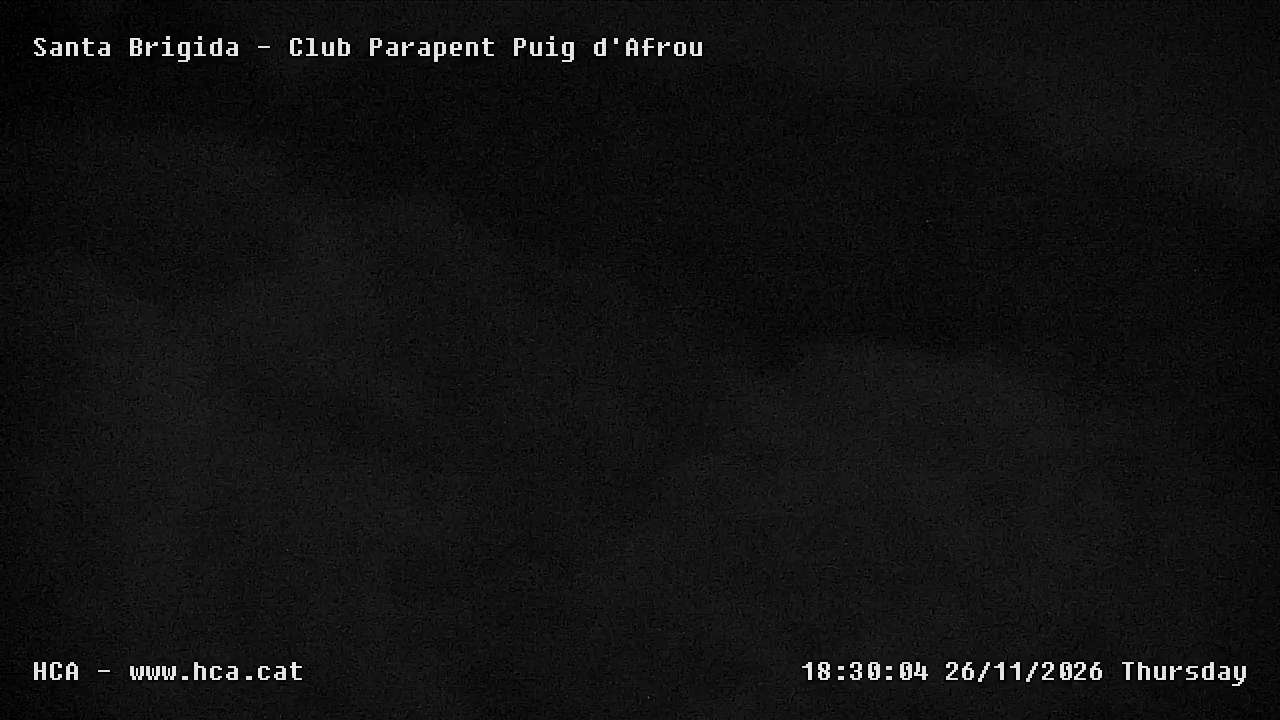 Santa Brigida - Club Parapent Puig d'Afrou
HCA - www.hca.cat
18:30:04 26/11/2026 Thursday